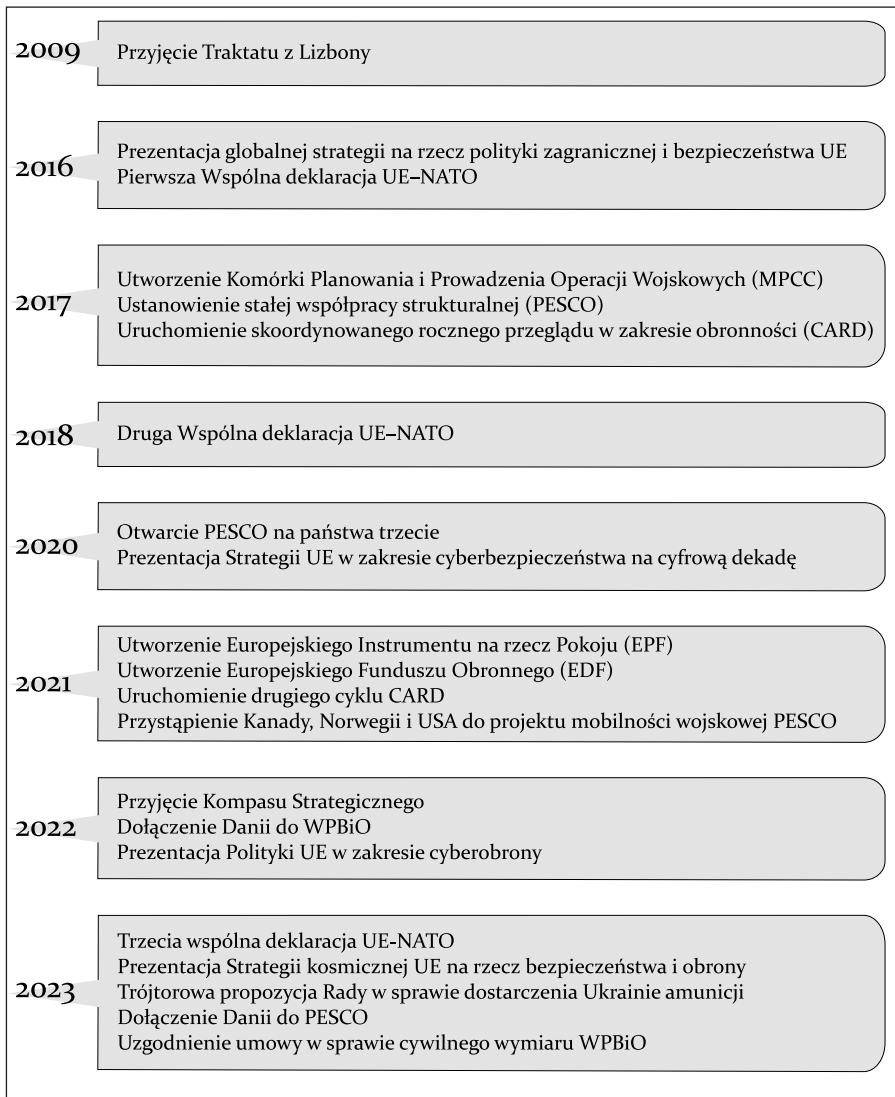 2009
Przyjęcie Traktatu z Lizbony
2016
Prezentacja globalnej strategii na rzecz polityki zagranicznej i bezpieczeństwa UE
Pierwsza Wspólna deklaracja UE–NATO
2017
Utworzenie Komórki Planowania i Prowadzenia Operacji Wojskowych (MPCC)
Ustanowienie stałej współpracy strukturalnej (PESCO)
Uruchomienie skoordynowanego rocznego przeglądu w zakresie obronności (CARD)
2018
Druga Wspólna deklaracja UE–NATO
2020
Otwarcie PESCO na państwa trzecie
Prezentacja Strategii UE w zakresie cyberbezpieczeństwa na cyfrową dekadę
2021
Utworzenie Europejskiego Instrumentu na rzecz Pokoju (EPF)
Utworzenie Europejskiego Funduszu Obronnego (EDF)
Uruchomienie drugiego cyklu CARD
Przystąpienie Kanady, Norwegii i USA do projektu mobilności wojskowej PESCO
2022
Przyjęcie Kompasu Strategicznego
Dołączenie Danii do WPBiO
Prezentacja Polityki UE w zakresie cyberobrony
2023
Trzecia wspólna deklaracja UE-NATO
Prezentacja Strategii kosmicznej UE na rzecz bezpieczeństwa i obrony
Trójtorowa propozycja Rady w sprawie dostarczenia Ukrainie amunicji
Dołączenie Danii do PESCO
Uzgodnienie umowy w sprawie cywilnego wymiaru WPBiO